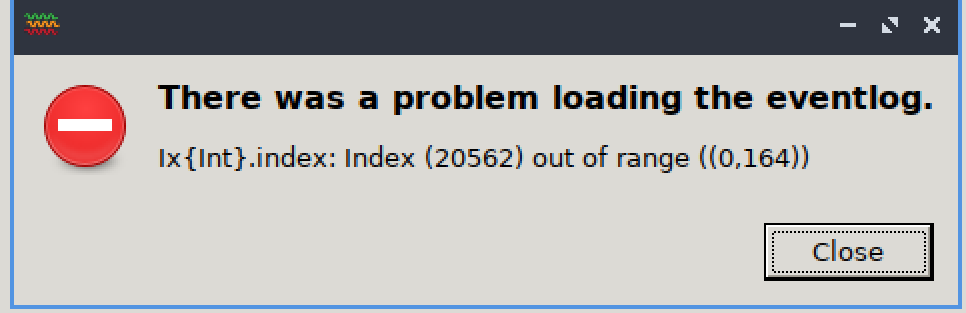 There was a problem loading the eventlog.
Ix{Int}.index: Index (20562) out of range ((0,164))
Close